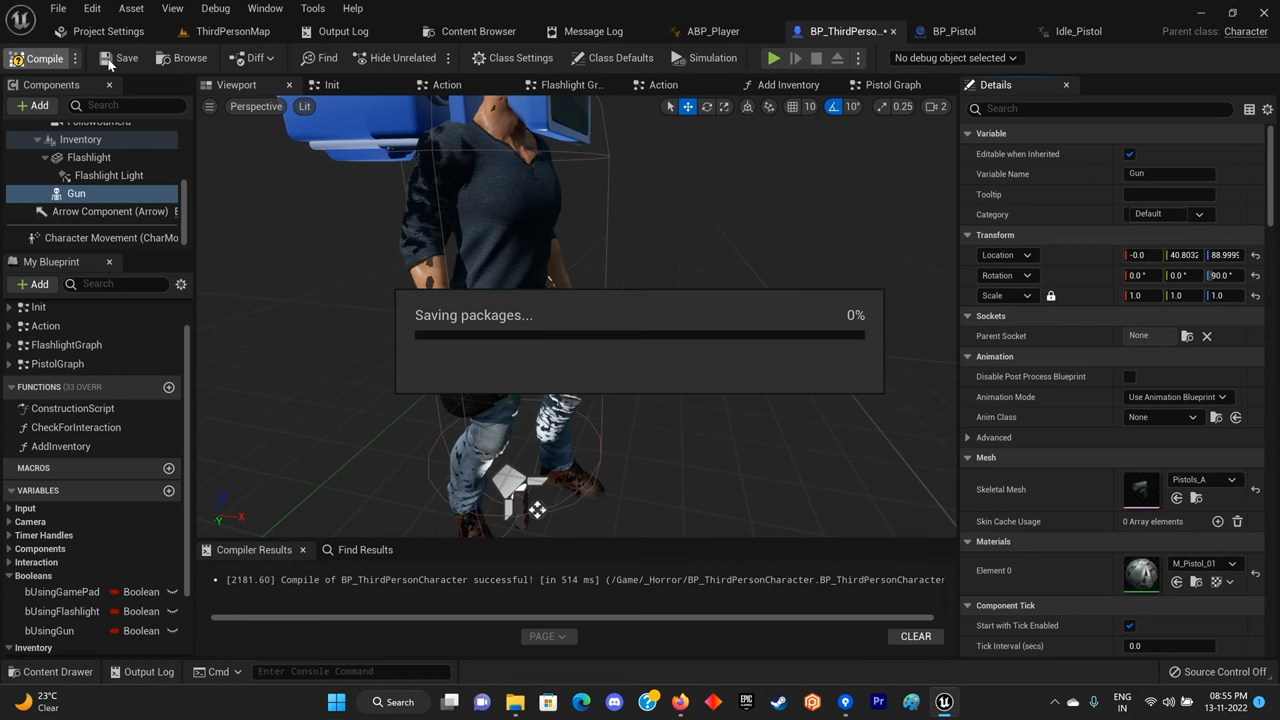 File Edit Asset View Debug Window Tools Help
Project Settings ThirdPersonMap Output Log Content Browser Message Log ABP_Player BP_ThirdPerso...• BP_Pistol Idle_Pistol Parent class: Character
Compile Save Browse Diff Find Hide Unrelated Class Settings Class Defaults Simulation No debug object selected
Components Viewport Init Action Flashlight Gr... Action Add Inventory Pistol Graph Details
Add Search Perspective Lit 10 10° 0.25 2 Search
Inventory
Flashlight
Flashlight Light
Gun
Arrow Component (Arrow)
Character Movement (CharMo
My Blueprint
Add Search
Init
Action
FlashlightGraph
PistolGraph
FUNCTIONS (33 OVERR
ConstructionScript
CheckForInteraction
AddInventory
MACROS
VARIABLES
Input
Camera
Timer Handles
Components
Interaction
Booleans
bUsingGamePad Boolean
bUsingFlashlight Boolean
bUsingGun Boolean
Inventory
Saving packages... 0%
X
Y
Compiler Results Find Results
[2181.60] Compile of BP_ThirdPersonCharacter successful! [in 514 ms] (/Game/_Horror/BP_ThirdPersonCharacter.BP_ThirdPersonCharacter
PAGE CLEAR
Variable
Editable when Inherited
Variable Name Gun
Tooltip
Category Default
Transform
Location -0.0 40.8032 88.9999
Rotation 0.0° 0.0° 90.0°
Scale 1.0 1.0 1.0
Sockets
Parent Socket None
Animation
Disable Post Process Blueprint
Animation Mode Use Animation Blueprint
Anim Class None
Advanced
Mesh
Skeletal Mesh Pistols_A
Skin Cache Usage 0 Array elements
Materials
Element 0 M_Pistol_01
Component Tick
Start with Tick Enabled
Tick Interval (secs) 0.0
Content Drawer Output Log Cmd Enter Console Command Source Control Off
23°C
Clear
Search
Pr
ENG
IN
08:55 PM
13-11-2022